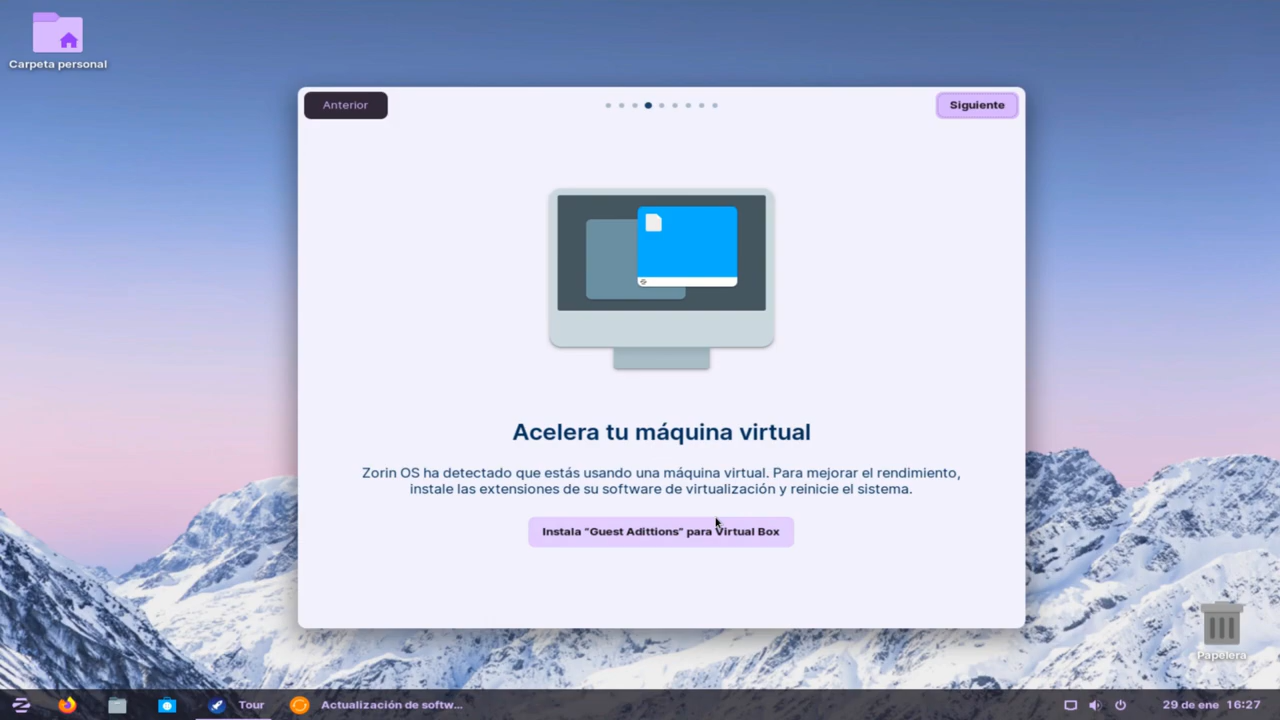 Carpeta personal
Anterior
Siguiente
Acelera tu máquina virtual
Zorin OS ha detectado que estás usando una máquina virtual. Para mejorar el rendimiento,
instale las extensiones de su software de virtualización y reinicie el sistema.
Instala "Guest Adittions" para Virtual Box
Papelera
Tour
Actualización de softw...
29 de ene 16:27